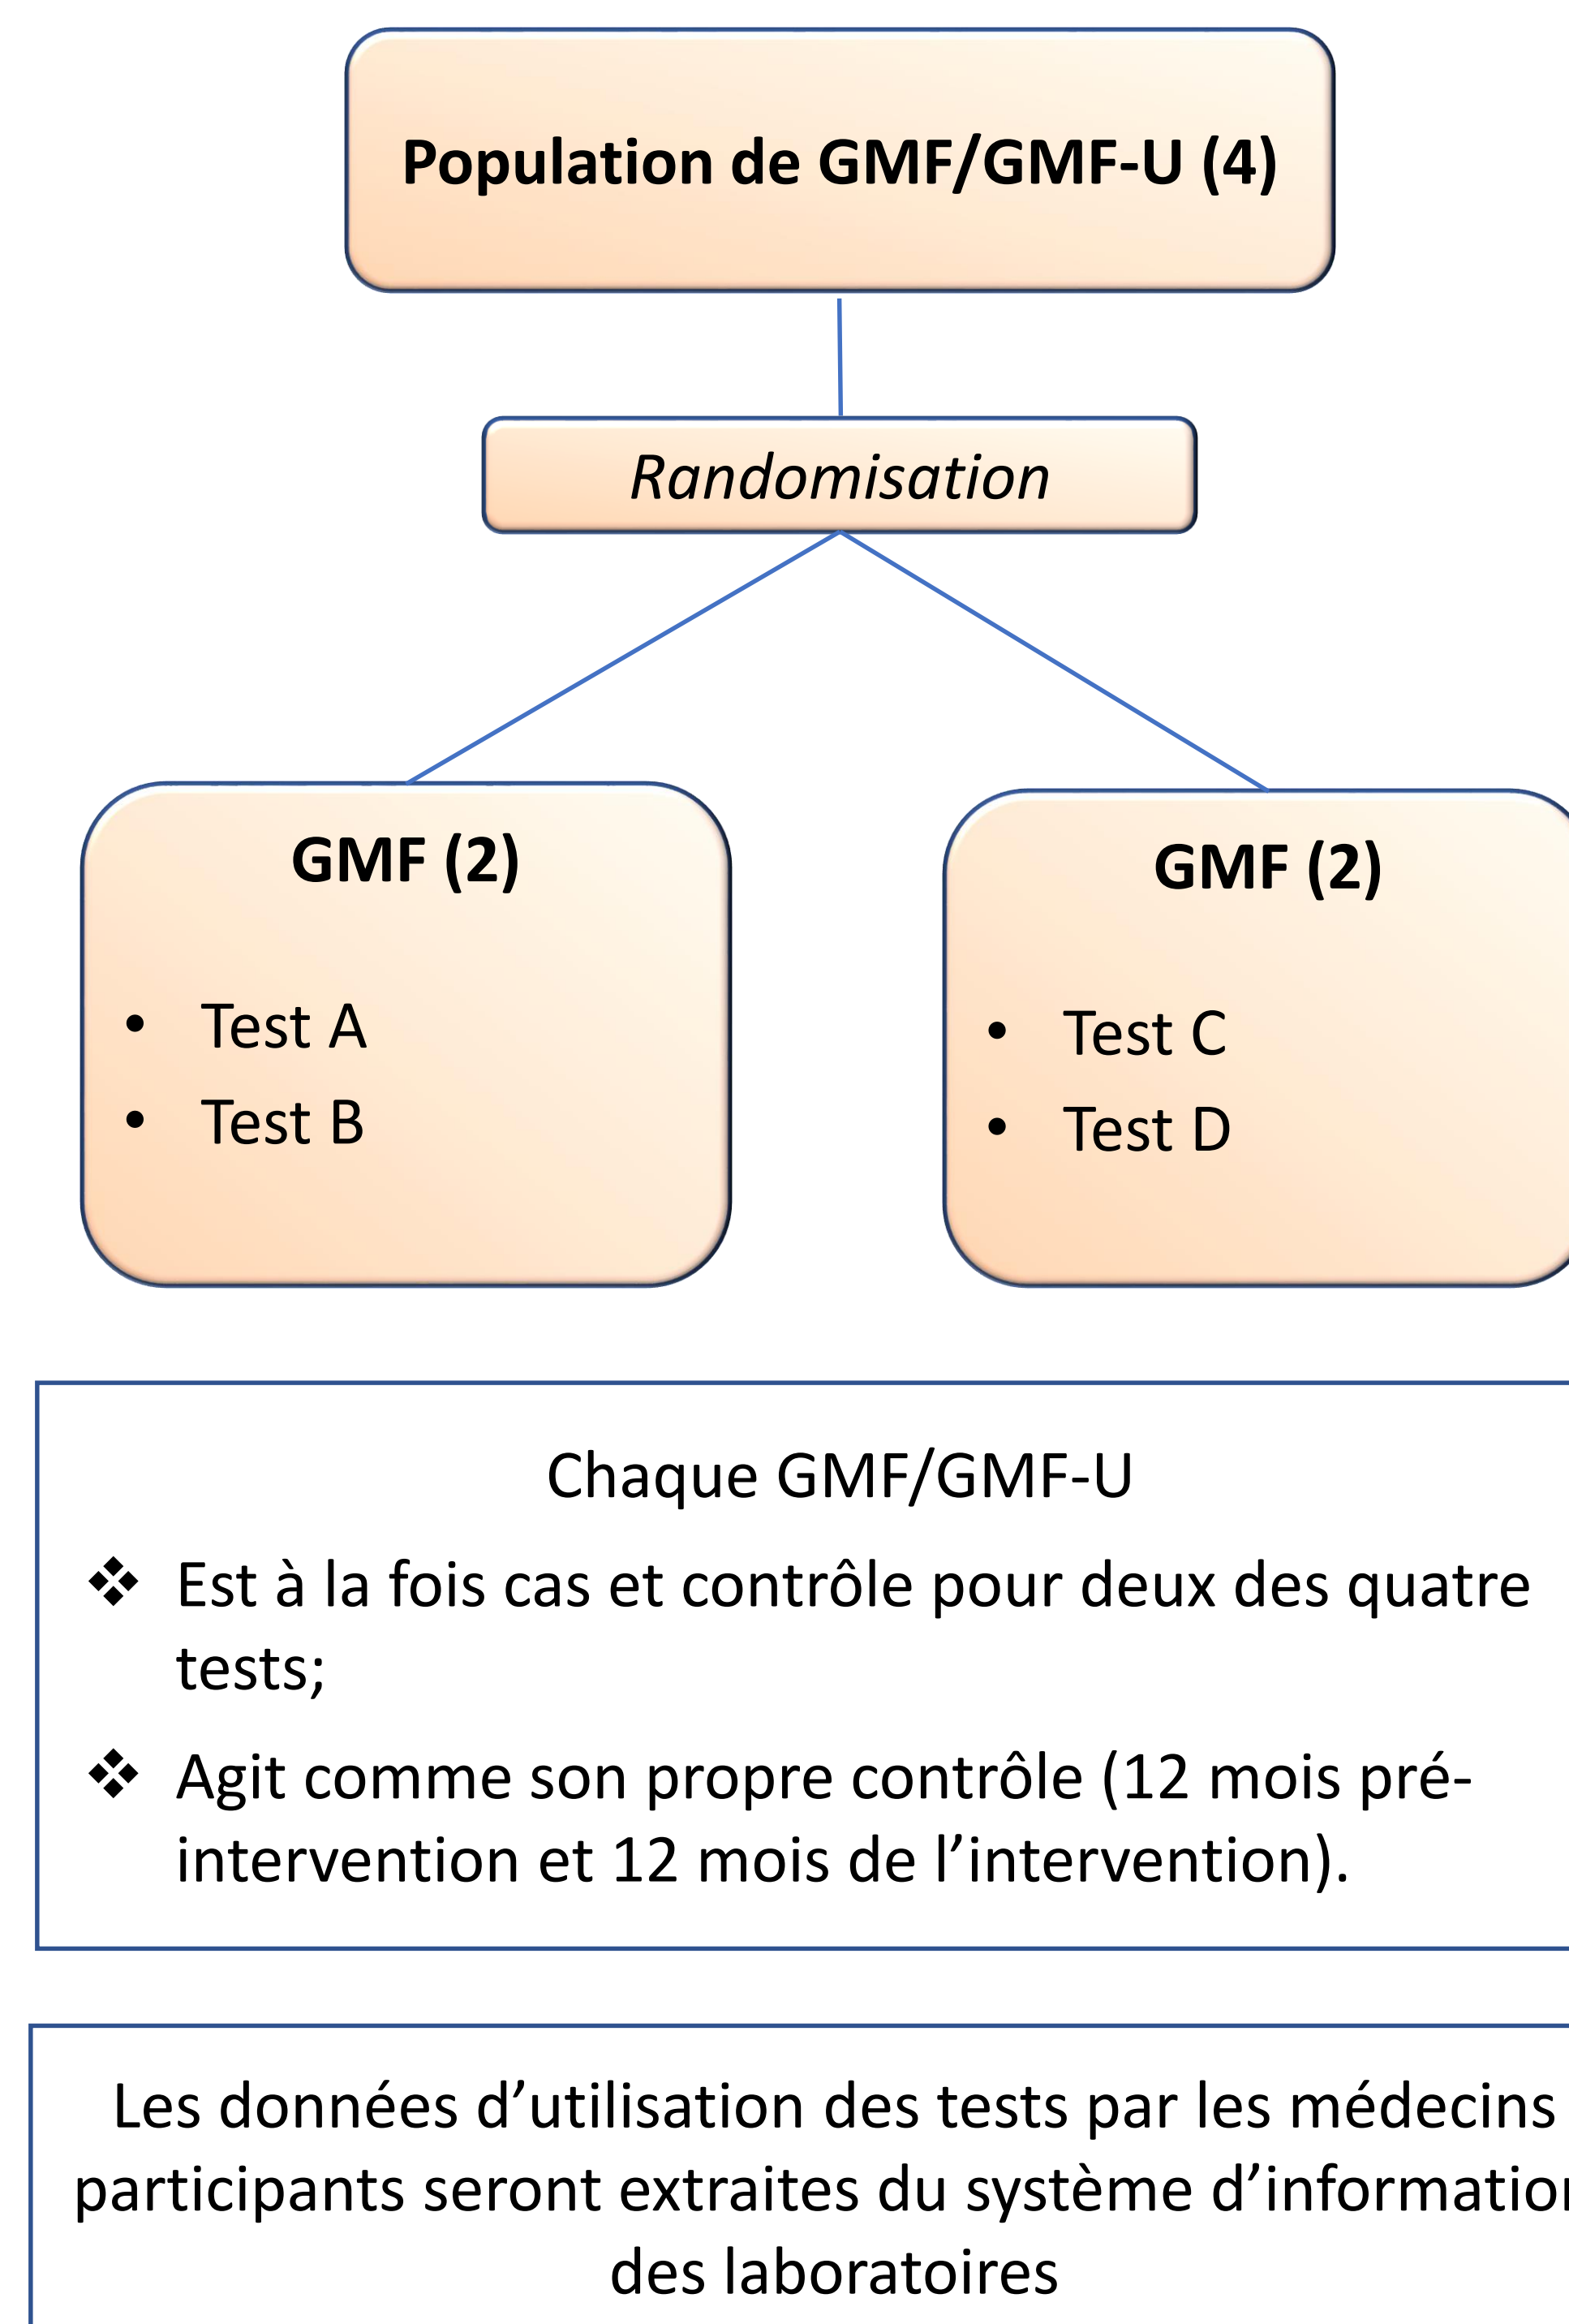 Population de GMF/GMF-U (4)
Randomisation
GMF (2)
• Test A
• Test B
GMF (2)
• Test C
• Test D
Chaque GMF/GMF-U
❖ Est à la fois cas et contrôle pour deux des quatre
tests;
❖ Agit comme son propre contrôle (12 mois pré-
intervention et 12 mois de l’intervention).
Les données d’utilisation des tests par les médecins
participants seront extraites du système d’information
des laboratoires